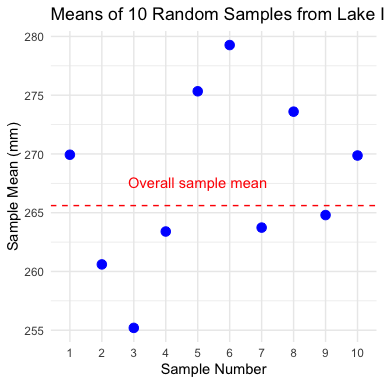 Means of 10 Random Samples from Lake I
280
275
270
265
260
255
Sample Mean (mm)
Overall sample mean
1 2 3 4 5 6 7 8 9 10
Sample Number